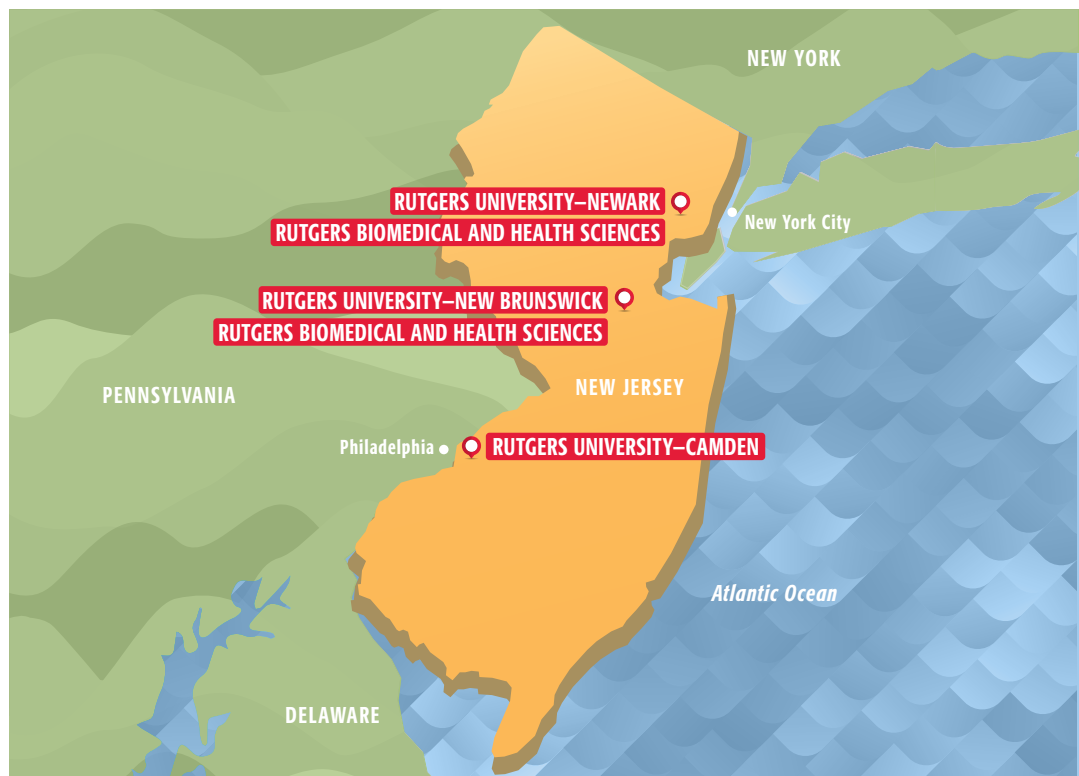 NEW YORK
RUTGERS UNIVERSITY–NEWARK
New York City
RUTGERS BIOMEDICAL AND HEALTH SCIENCES
RUTGERS UNIVERSITY–NEW BRUNSWICK
RUTGERS BIOMEDICAL AND HEALTH SCIENCES
NEW JERSEY
PENNSYLVANIA
Philadelphia
RUTGERS UNIVERSITY–CAMDEN
Atlantic Ocean
DELAWARE